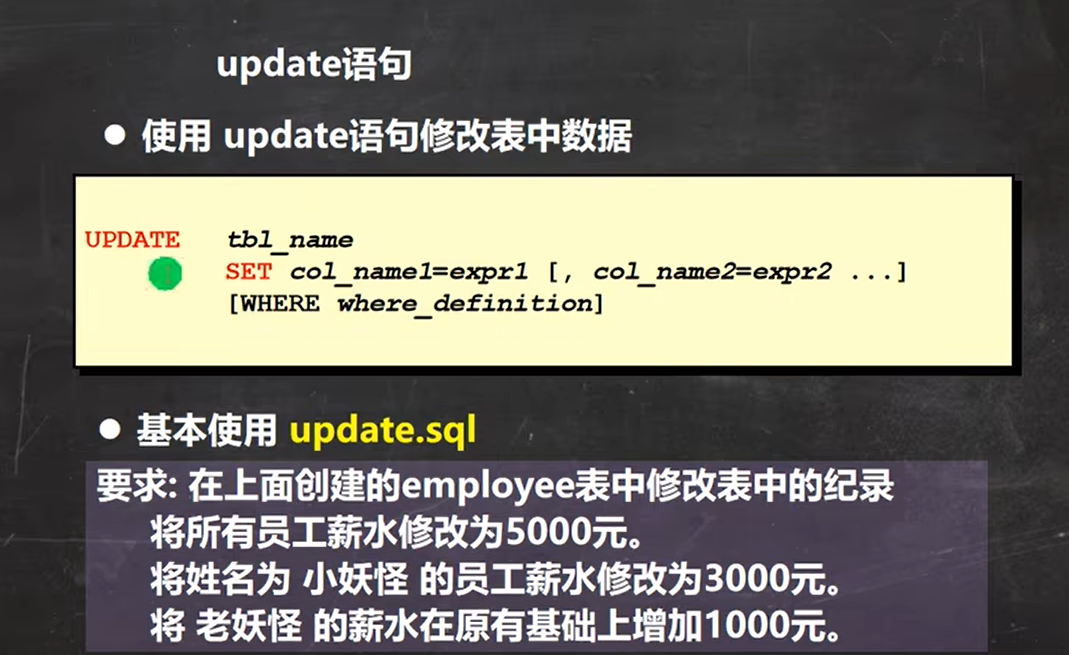 update语句
● 使用 update语句修改表中数据
UPDATE tbl_name
SET col_name1=expr1 [, col_name2=expr2 ...]
[WHERE where_definition]
● 基本使用 update.sql
要求: 在上面创建的employee表中修改表中的纪录
将所有员工薪水修改为5000元。
将姓名为 小妖怪 的员工薪水修改为3000元。
将 老妖怪 的薪水在原有基础上增加1000元。